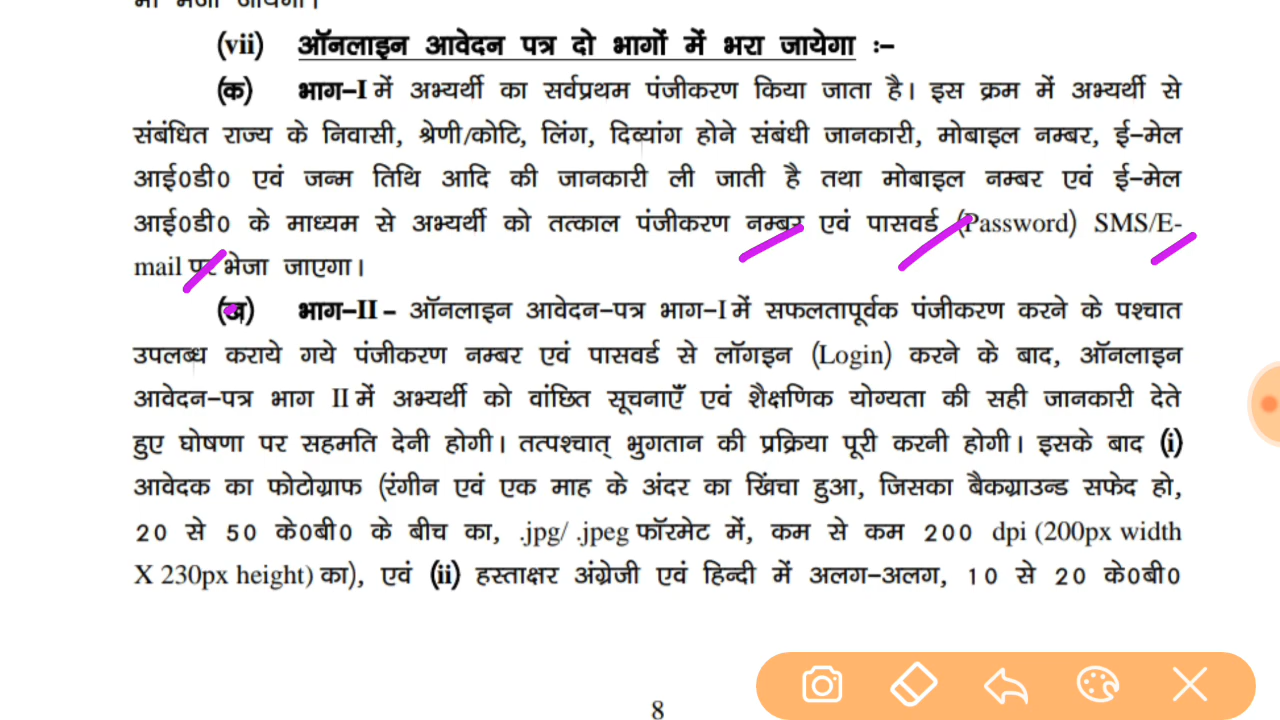 (vii) ऑनलाइन आवेदन पत्र दो भागों में भरा जायेगा :–
(क) भाग–I में अभ्यर्थी का सर्वप्रथम पंजीकरण किया जाता है। इस क्रम में अभ्यर्थी से
संबंधित राज्य के निवासी, श्रेणी/कोटि, लिंग, दिव्यांग होने संबंधी जानकारी, मोबाइल नम्बर, ई–मेल
आई0डी0 एवं जन्म तिथि आदि की जानकारी ली जाती है तथा मोबाइल नम्बर एवं ई–मेल
आई0डी0 के माध्यम से अभ्यर्थी को तत्काल पंजीकरण नम्बर एवं पासवर्ड (Password) SMS/E-
mail पर भेजा जाएगा।
(ख) भाग–II – ऑनलाइन आवेदन–पत्र भाग–I में सफलतापूर्वक पंजीकरण करने के पश्चात
उपलब्ध कराये गये पंजीकरण नम्बर एवं पासवर्ड से लॉगइन (Login) करने के बाद, ऑनलाइन
आवेदन–पत्र भाग II में अभ्यर्थी को वांछित सूचनाएँ एवं शैक्षणिक योग्यता की सही जानकारी देते
हुए घोषणा पर सहमति देनी होगी। तत्पश्चात् भुगतान की प्रक्रिया पूरी करनी होगी। इसके बाद (i)
आवेदक का फोटोग्राफ (रंगीन एवं एक माह के अंदर का खिंचा हुआ, जिसका बैकग्राउन्ड सफेद हो,
20 से 50 के0बी0 के बीच का, .jpg/ .jpeg फॉरमेट में, कम से कम 200 dpi (200px width
X 230px height) का), एवं (ii) हस्ताक्षर अंग्रेजी एवं हिन्दी में अलग–अलग, 10 से 20 के0बी0
8